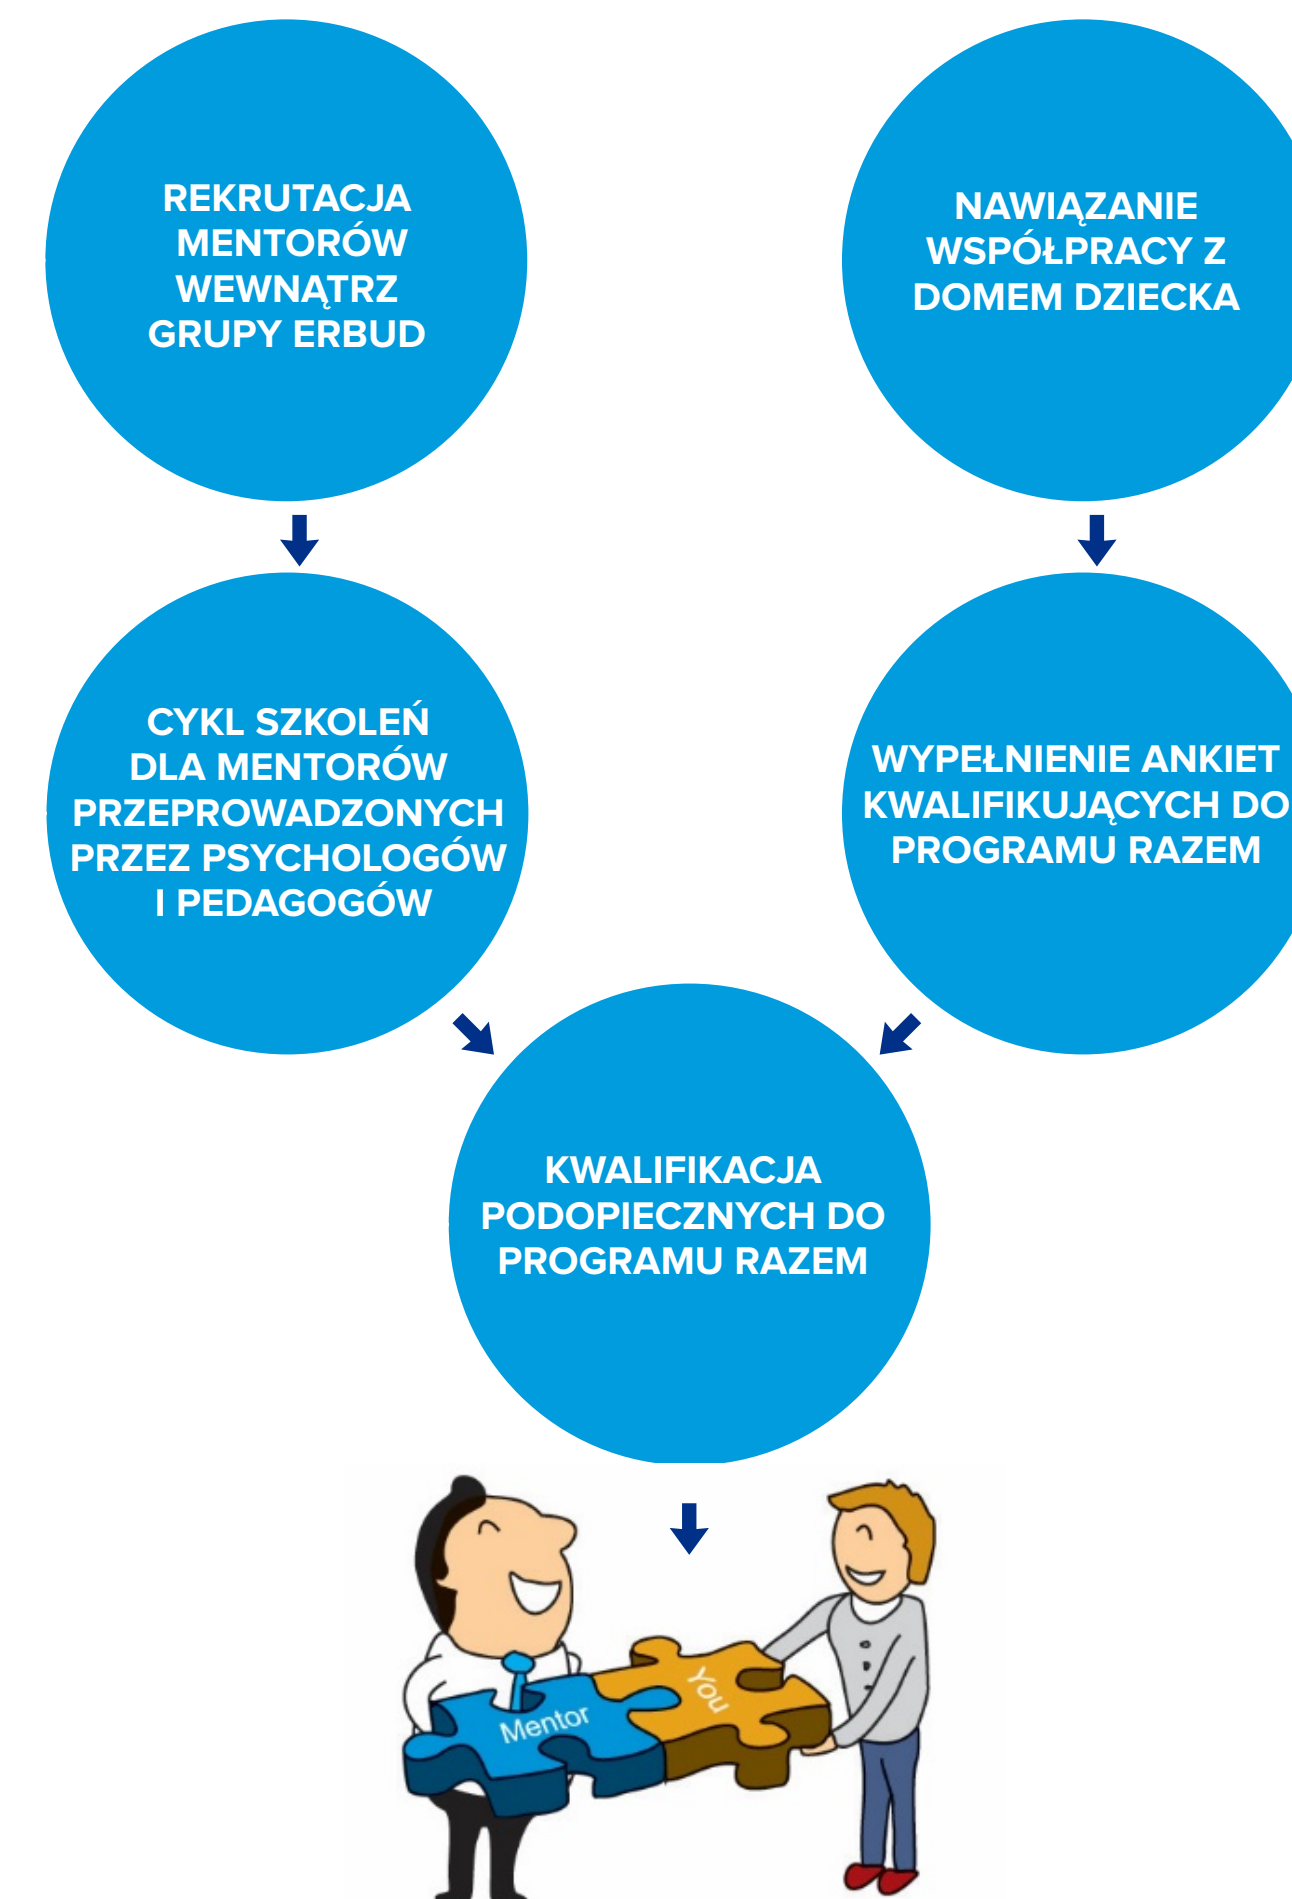 REKRUTACJA
MENTORÓW
WEWNĄTRZ
GRUPY ERBUD
NAWIĄZANIE
WSPÓŁPRACY Z
DOMEM DZIECKA
CYKL SZKOLEŃ
DLA MENTORÓW
PRZEPROWADZONYCH
PRZEZ PSYCHOLOGÓW
I PEDAGOGÓW
WYPEŁNIENIE ANKIET
KWALIFIKUJĄCYCH DO
PROGRAMU RAZEM
KWALIFIKACJA
PODOPIECZNYCH DO
PROGRAMU RAZEM
Mentor
You